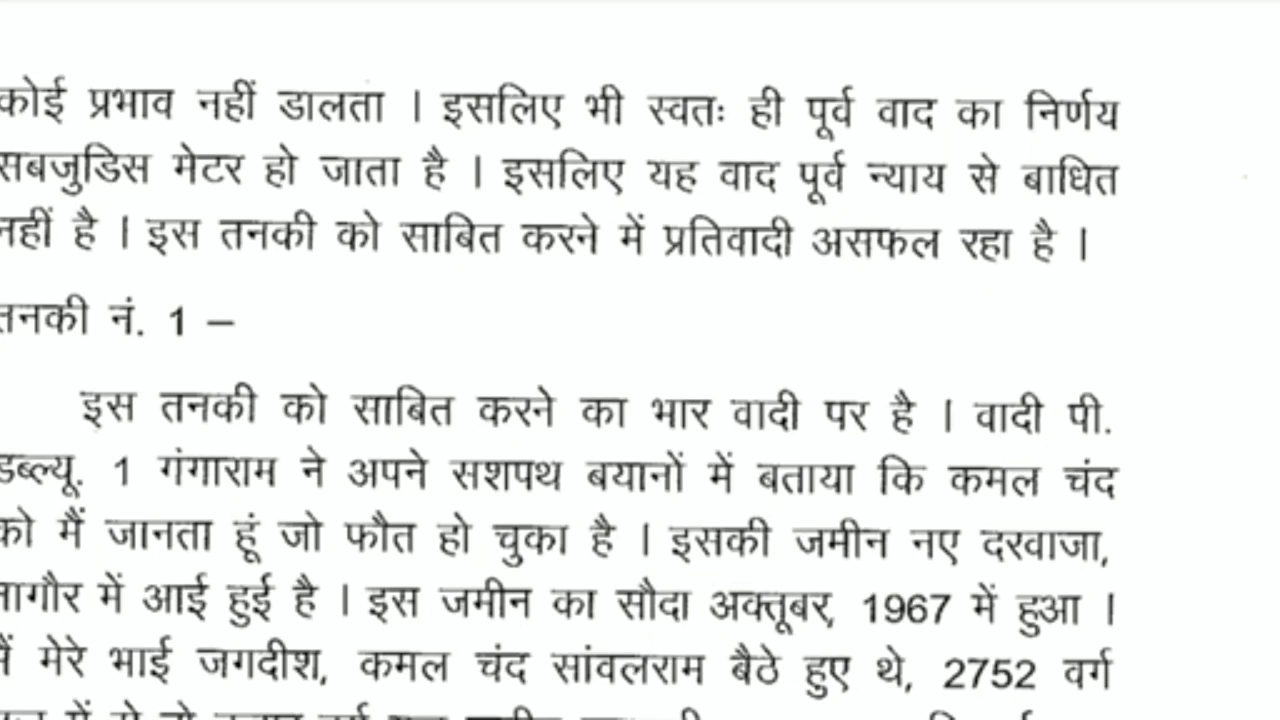 कोई प्रभाव नहीं डालता । इसलिए भी स्वतः ही पूर्व वाद का निर्णय
सबजुडिस मेटर हो जाता है । इसलिए यह वाद पूर्व न्याय से बाधित
नहीं है । इस तनकी को साबित करने में प्रतिवादी असफल रहा है ।
तनकी नं. 1 –
इस तनकी को साबित करने का भार वादी पर है । वादी पी.
डब्ल्यू. 1 गंगाराम ने अपने सशपथ बयानों में बताया कि कमल चंद
को मैं जानता हूं जो फौत हो चुका है । इसकी जमीन नए दरवाजा,
नागौर में आई हुई है । इस जमीन का सौदा अक्तूबर, 1967 में हुआ ।
मैं मेरे भाई जगदीश, कमल चंद सांवलराम बैठे हुए थे, 2752 वर्ग